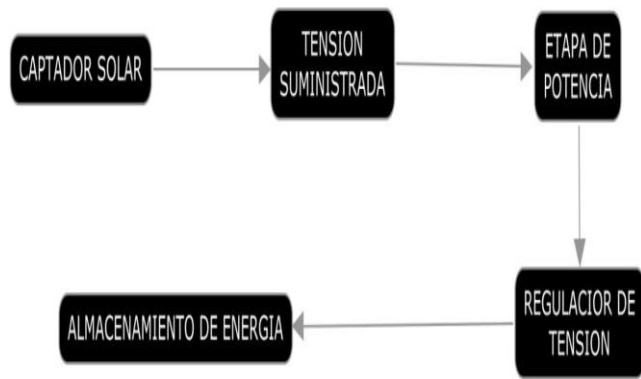 CAPTADOR SOLAR
TENSION
SUMINISTRADA
ETAPA DE
POTENCIA
REGULACIOR DE
TENSION
ALMACENAMIENTO DE ENERGIA